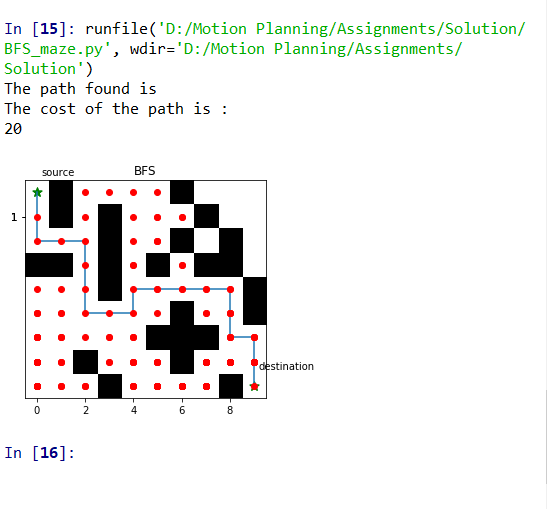 In [15]: runfile('D:/Motion Planning/Assignments/Solution/
BFS_maze.py', wdir='D:/Motion Planning/Assignments/
Solution')
The path found is
The cost of the path is :
20
source
BFS
1
destination
0 2 4 6 8
In [16]: